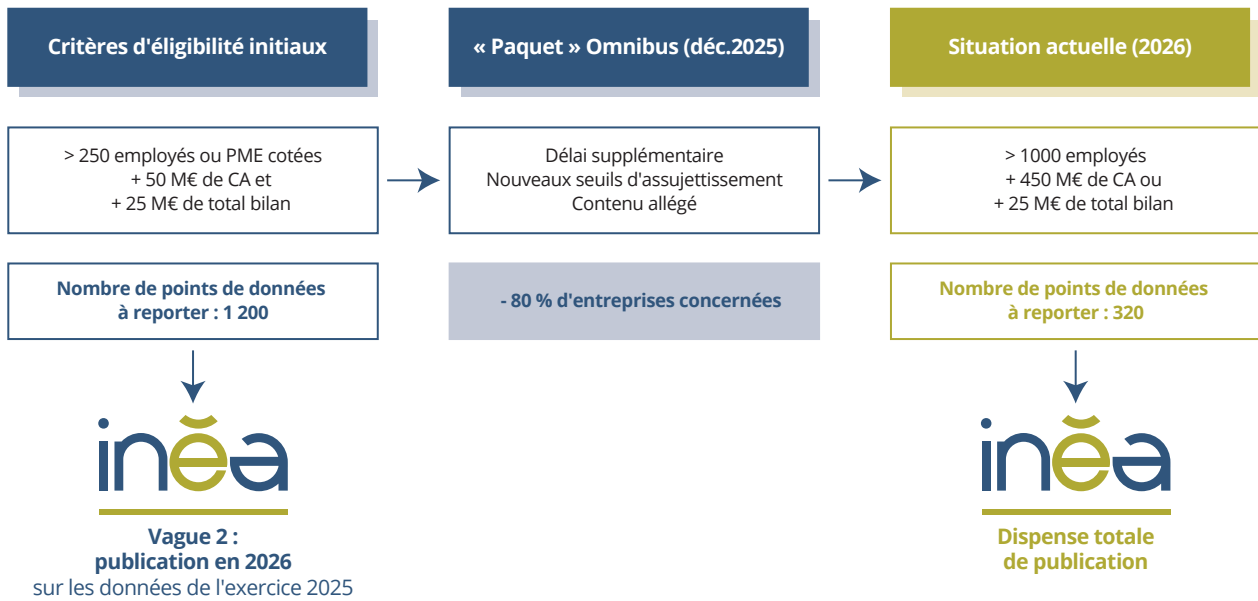 Critères d'éligibilité initiaux
> 250 employés ou PME cotées
+ 50 M€ de CA et
+ 25 M€ de total bilan
Nombre de points de données
à reporter : 1 200
inĕa
Vague 2 :
publication en 2026
sur les données de l'exercice 2025
« Paquet » Omnibus (déc.2025)
Délai supplémentaire
Nouveaux seuils d'assujettissement
Contenu allégé
- 80 % d'entreprises concernées
Situation actuelle (2026)
> 1000 employés
+ 450 M€ de CA ou
+ 25 M€ de total bilan
Nombre de points de données
à reporter : 320
inĕa
Dispense totale
de publication